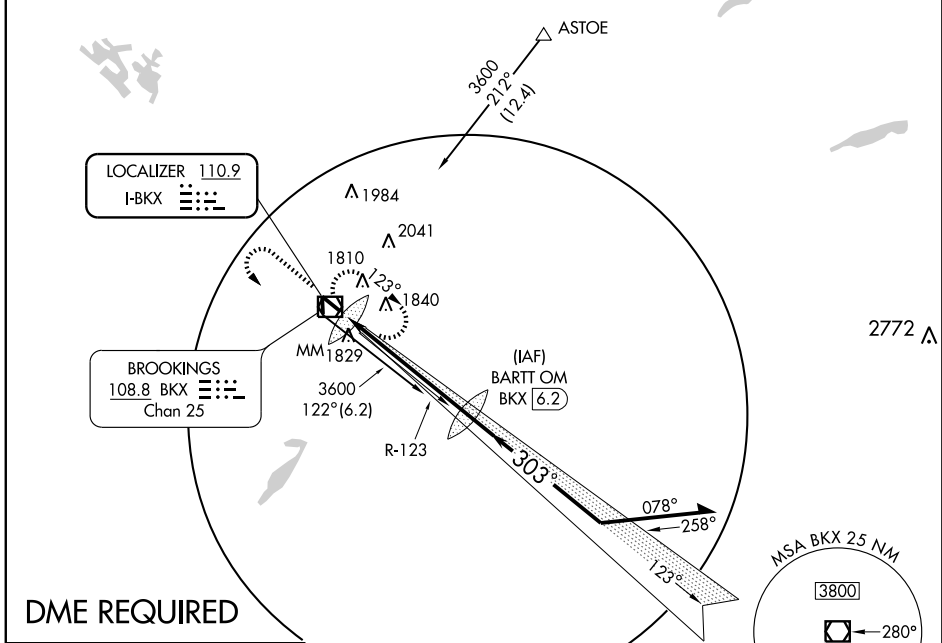 ASTOE
3600
212°
(12.4)
LOCALIZER 110.9
I-BKX
1984
2041
1810
123°
1840
2772
MM 1829
BROOKINGS
108.8 BKX
Chan 25
(IAF)
BARTT OM
BKX 6.2
3600
122° (6.2)
R-123
303°
078°
258°
123°
MSA BKX 25 NM
3800
280°
DME REQUIRED